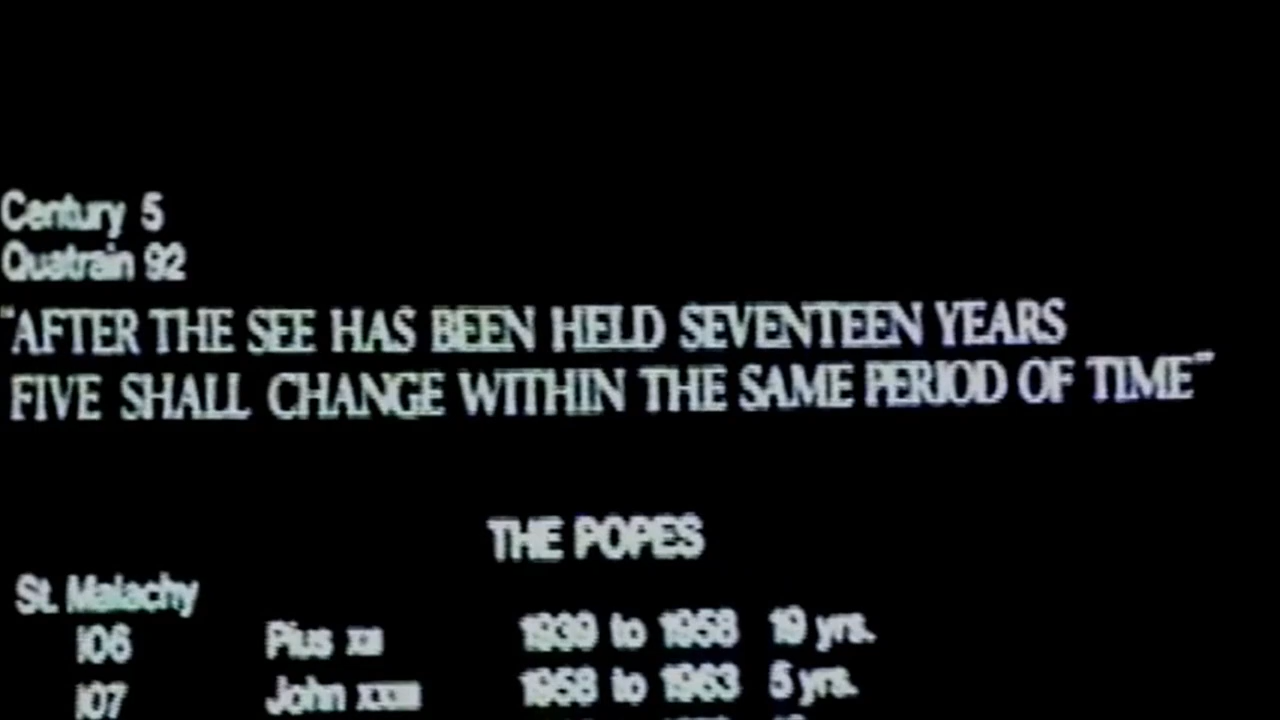 Century 5
Quatrain 92
"AFTER THE SEE HAS BEEN HELD SEVENTEEN YEARS
FIVE SHALL CHANGE WITHIN THE SAME PERIOD OF TIME"
THE POPES
St. Malachy
106 Pius XII 1939 to 1958 19 yrs.
107 John XXIII 1958 to 1963 5 yrs.